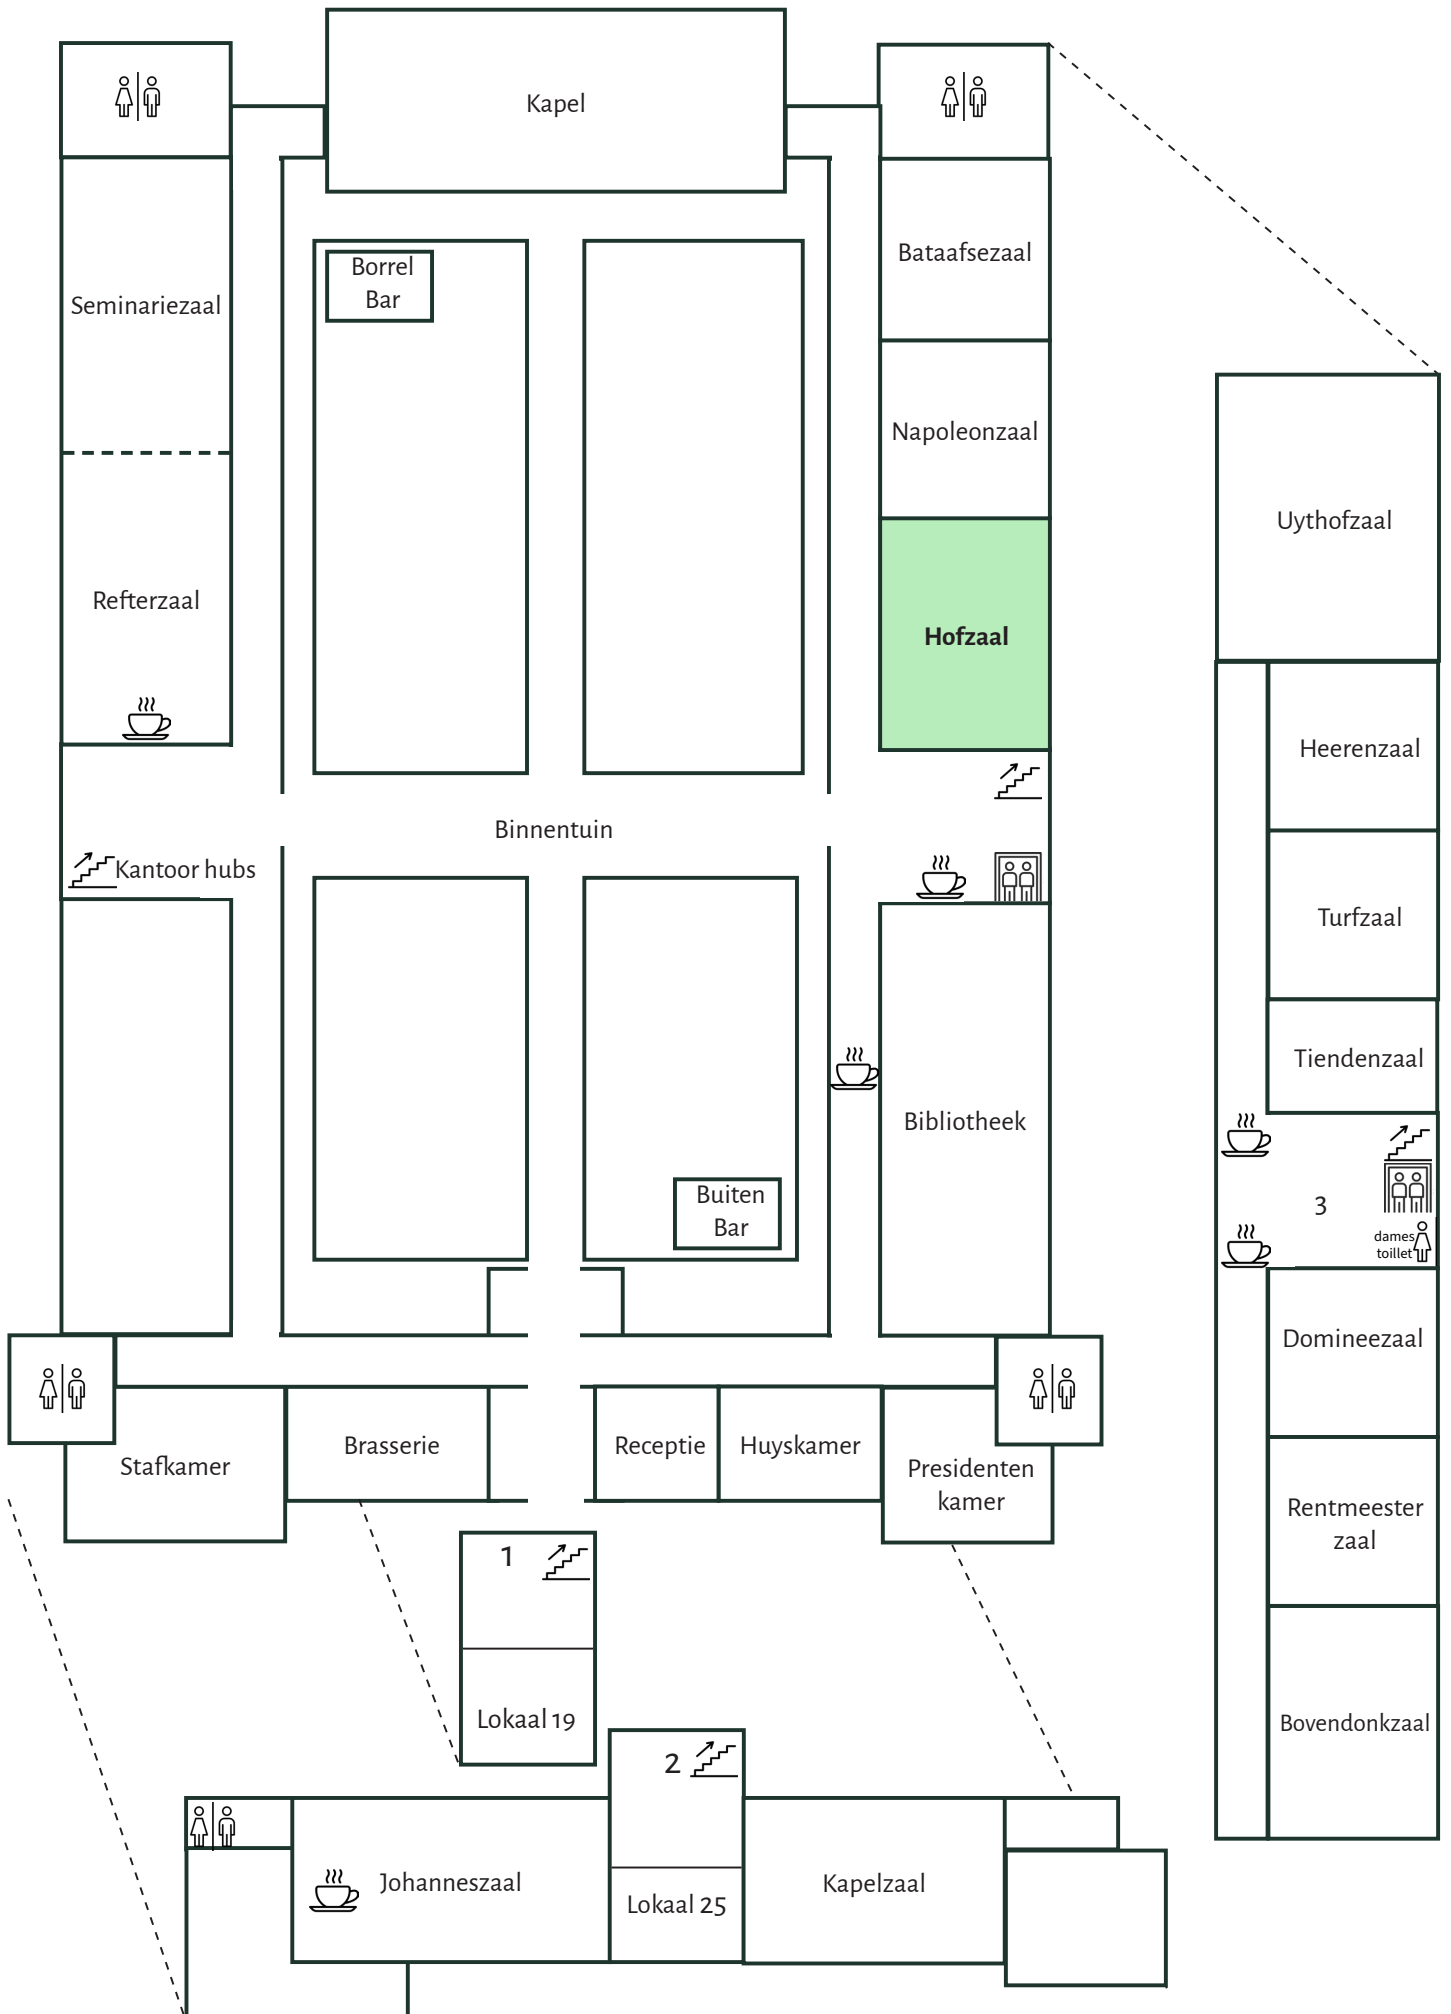 Kapel
Borrel
Bar
Bataafsezaal
Seminariezaal
Napoleonzaal
Uythofzaal
Refterzaal
Hofzaal
Heerenzaal
Binnentuin
Kantoor hubs
Turfzaal
Tiendenzaal
Bibliotheek
Buiten
Bar
3
dames
toillet
Domineezaal
Stafkamer
Brasserie
Receptie
Huyskamer
Presidenten
kamer
Rentmeester
zaal
1
Lokaal 19
2
Bovendonkzaal
Johanneszaal
Lokaal 25
Kapelzaal